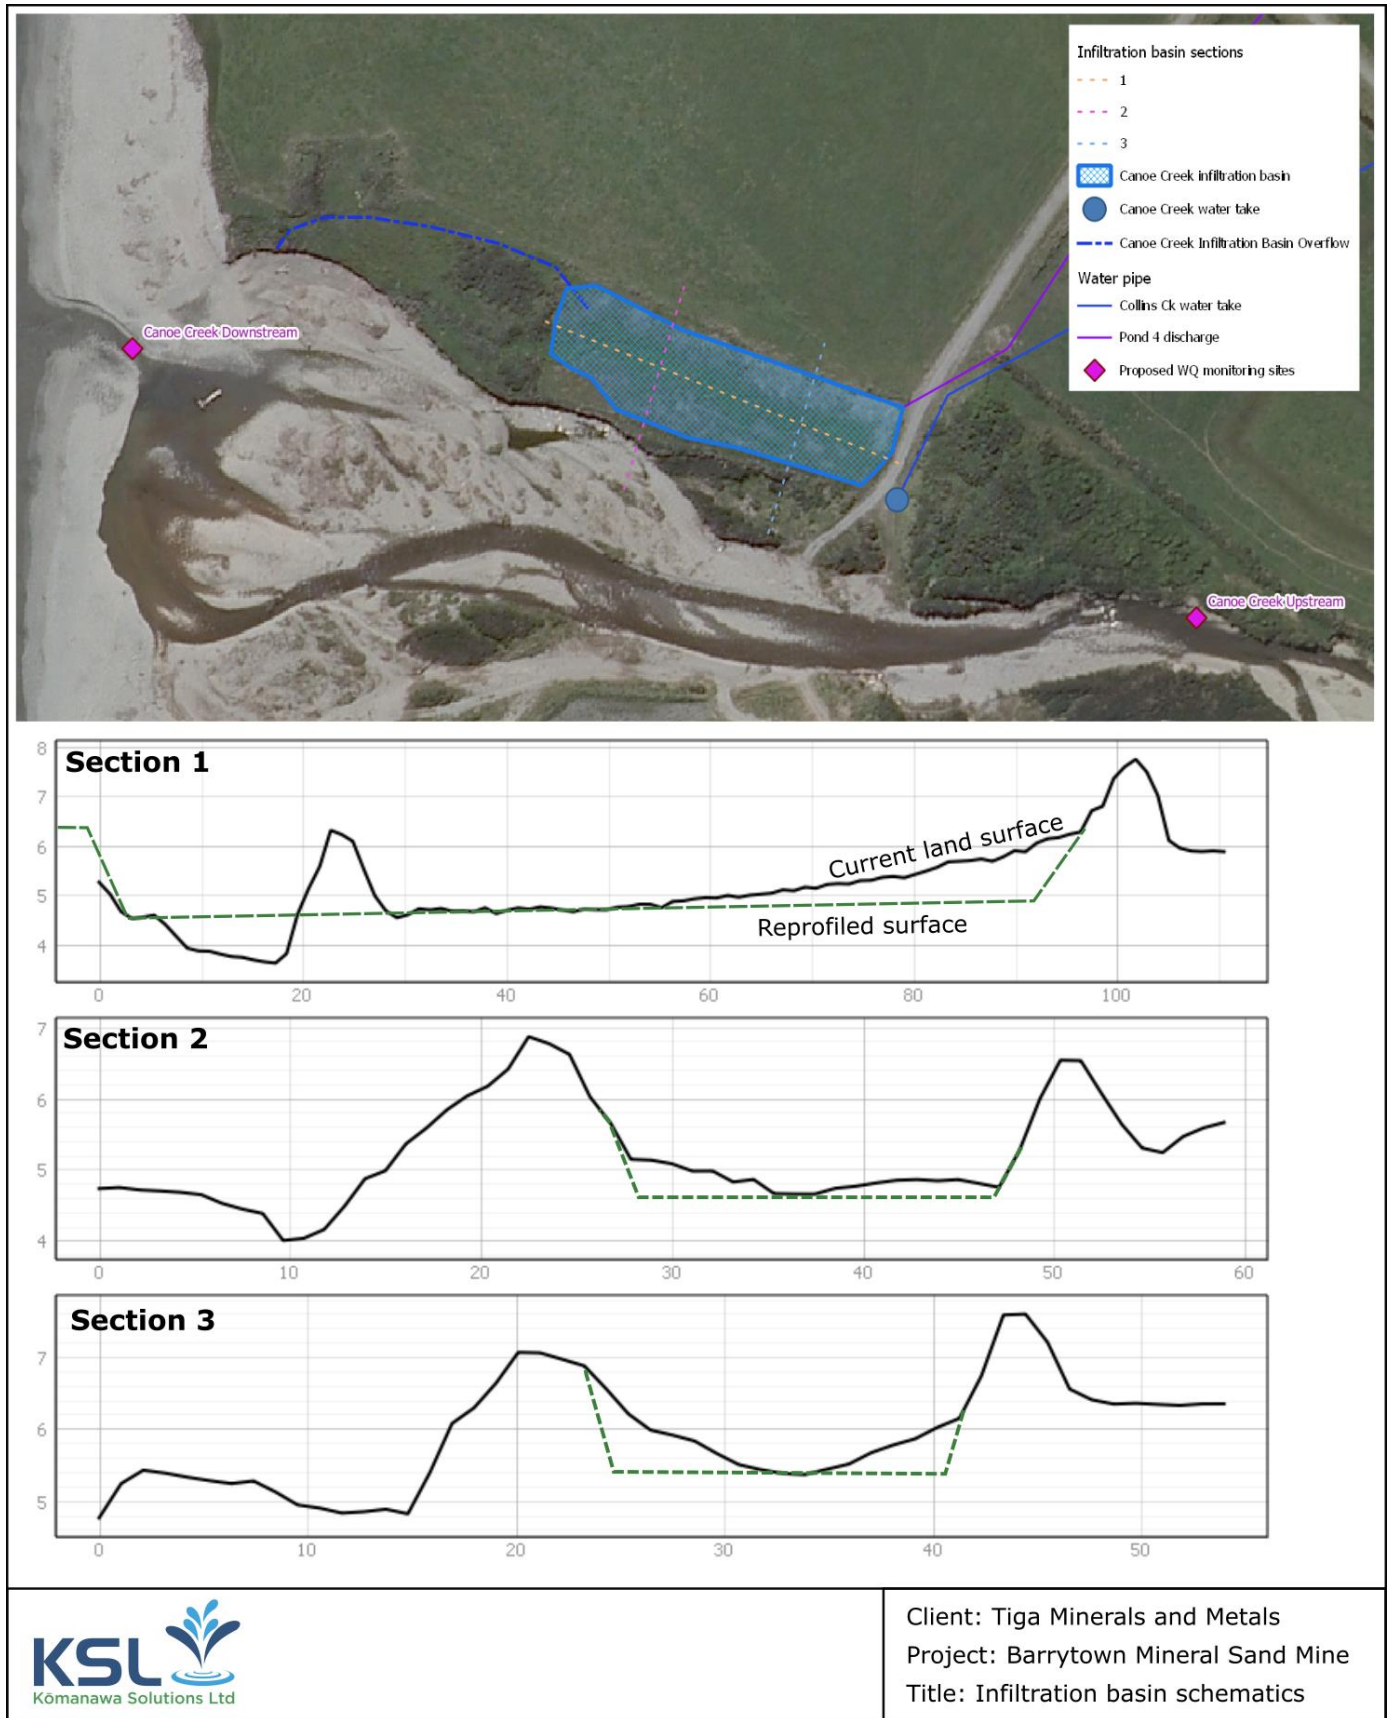 Infiltration basin sections
1
2
3
Canoe Creek infiltration basin
Canoe Creek water take
Canoe Creek Infiltration Basin Overflow
Water pipe
Collins Ck water take
Pond 4 discharge
Proposed WQ monitoring sites
Canoe Creek Downstream
Canoe Creek Upstream
Section 1
8
7
6
5
4
Current land surface
Reprofiled surface
0 20 40 60 80 100
Section 2
7
6
5
4
0 10 20 30 40 50 60
Section 3
7
6
5
0 10 20 30 40 50
KSL
Kōmanawa Solutions Ltd
Client: Tiga Minerals and Metals
Project: Barrytown Mineral Sand Mine
Title: Infiltration basin schematics